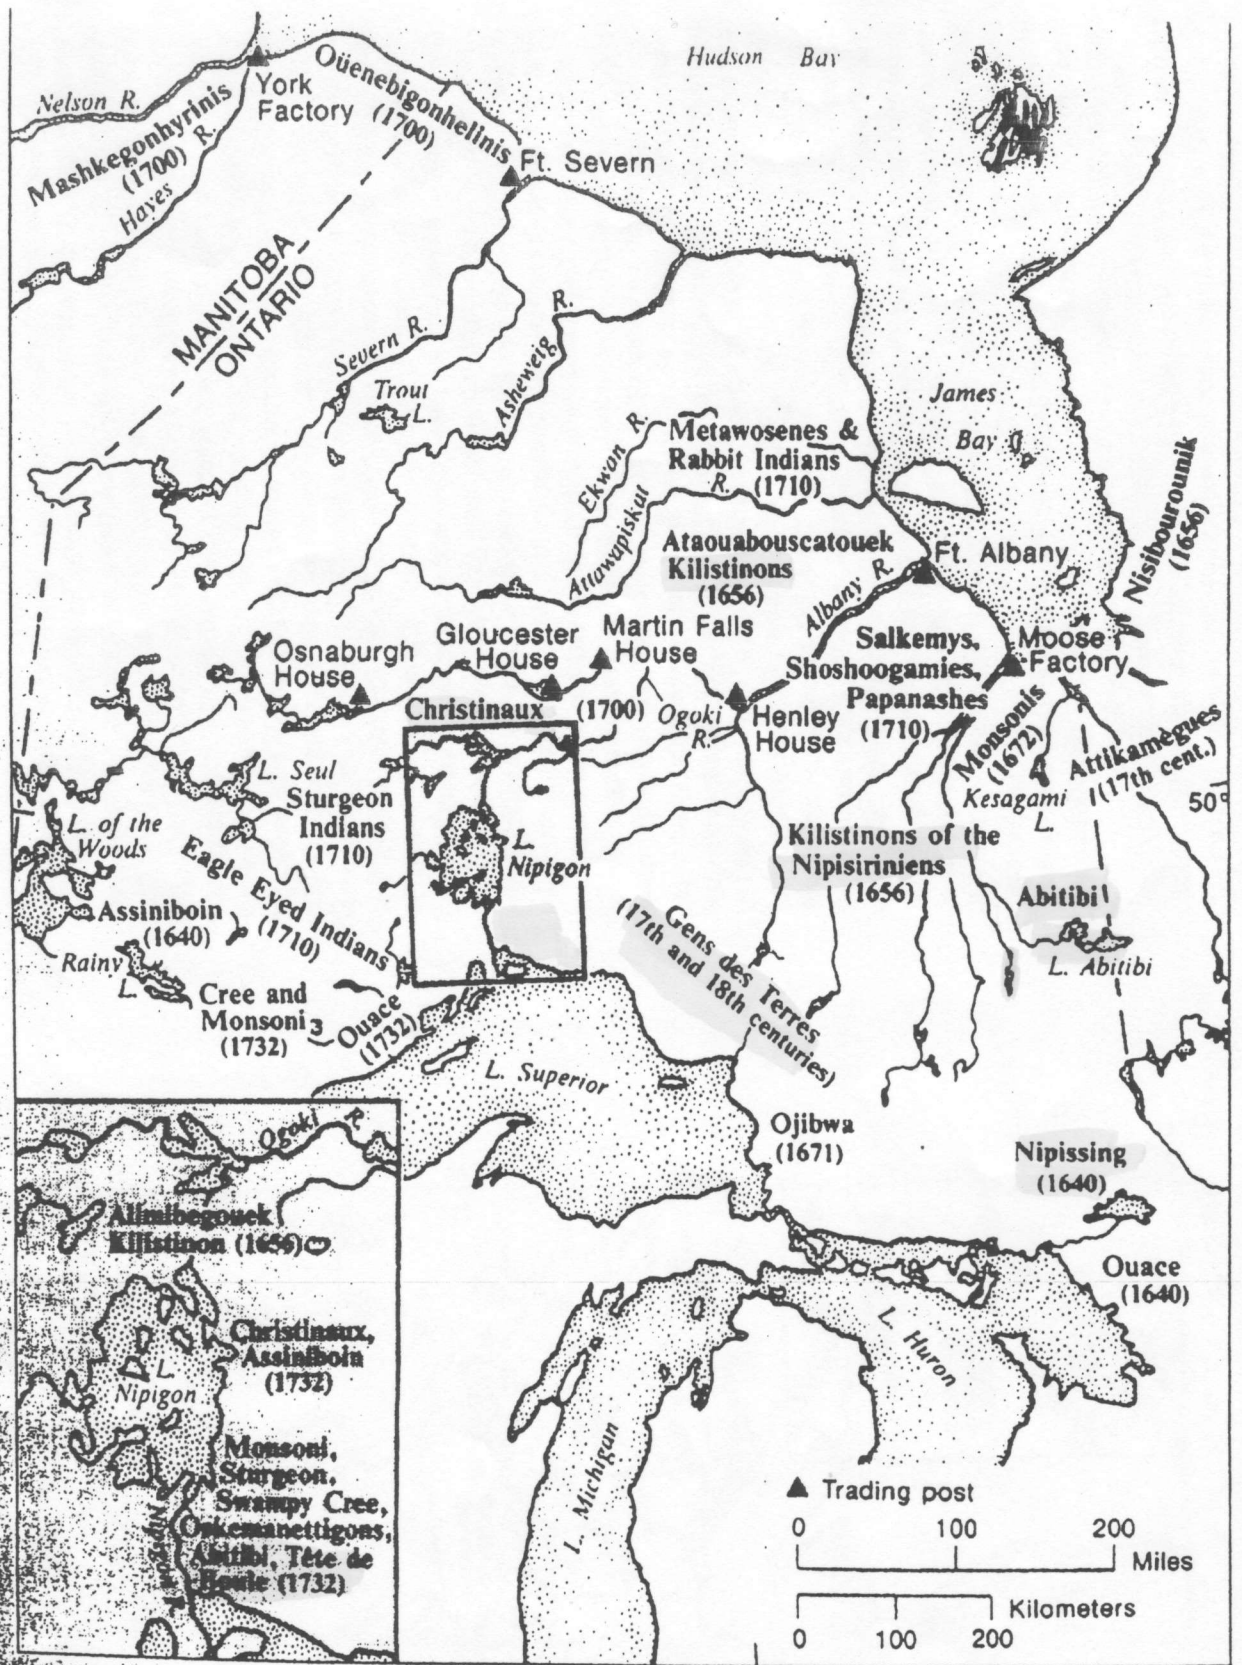 Hudson Bay
Nelson R.
York
Factory
Oüenebigonhelinis
(1700)
Mashkegonhyrinis
(1700)
Hayes R.
Ft. Severn
MANITOBA
ONTARIO
Severn R.
Trout
L.
Asheweig R.
James
Bay
Ekwan R.
Metawosenes &
Rabbit Indians
(1710)
Attawapiskut R.
Nisibourounik
(1656)
Ataouabouscatouek
Kilistinons
(1656)
Ft. Albany
Albany R.
Osnaburgh
House
Gloucester
House
Martin Falls
House
Salkemys,
Shoshoogamies,
Papanashes
(1710)
Moose
Factory
Christinaux (1700)
Ogoki
R.
Henley
House
Monsonis
(1672)
Attikamègues
(17th cent.)
Kesagami
L.
50°
L. Seul
Sturgeon
Indians
(1710)
L. of the
Woods
Eagle Eyed Indians
(1710)
L.
Nipigon
Kilistinons of the
Nipisiriniens
(1656)
Assiniboin
(1640)
Abitibi
L. Abitibi
Rainy
L.
Gens des Terres
(17th and 18th centuries)
Cree and
Monsoni
(1732)
3
Ouace
(1732)
L. Superior
Ojibwa
(1671)
Nipissing
(1640)
Ouace
(1640)
L. Huron
L. Michigan
Ogoki R.
Alimibegouek
Kilistinon (1656)
Christinaux,
Assiniboin
(1732)
L.
Nipigon
Monsoni,
Sturgeon,
Swampy Cree,
Oskemanettigons,
Abitibi, Tête de
Boule (1732)
Nipigon R.
Trading post
0 100 200
Miles
Kilometers
0 100 200